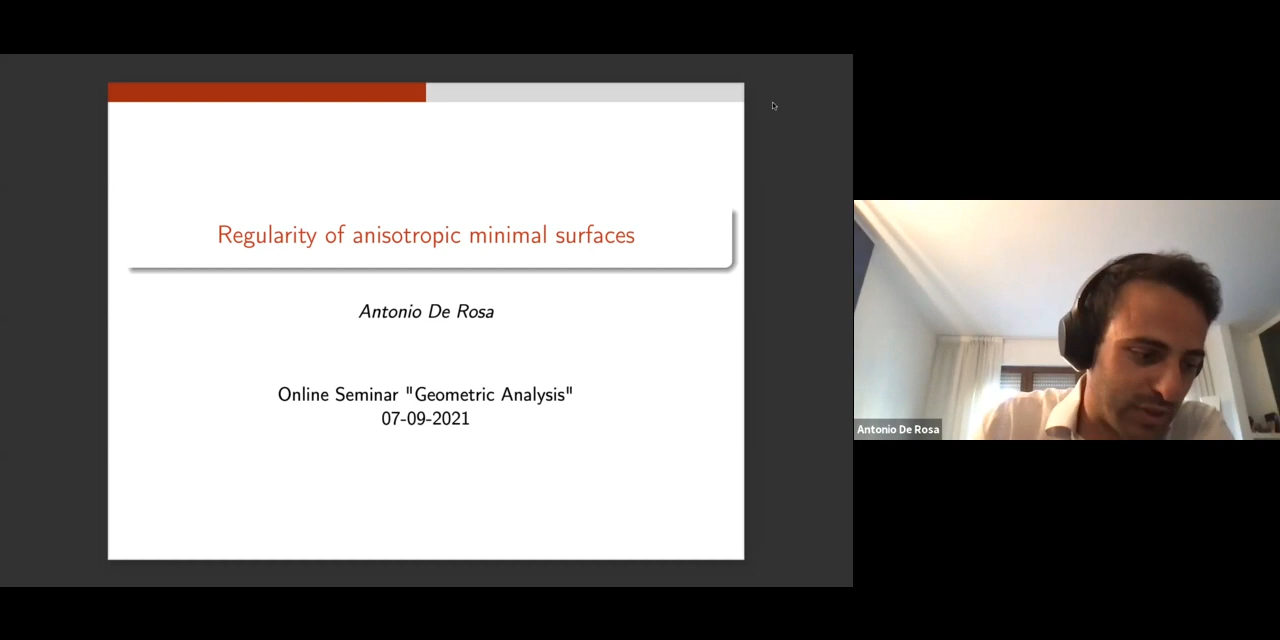 Regularity of anisotropic minimal surfaces
Antonio De Rosa
Online Seminar "Geometric Analysis"
07-09-2021
Antonio De Rosa